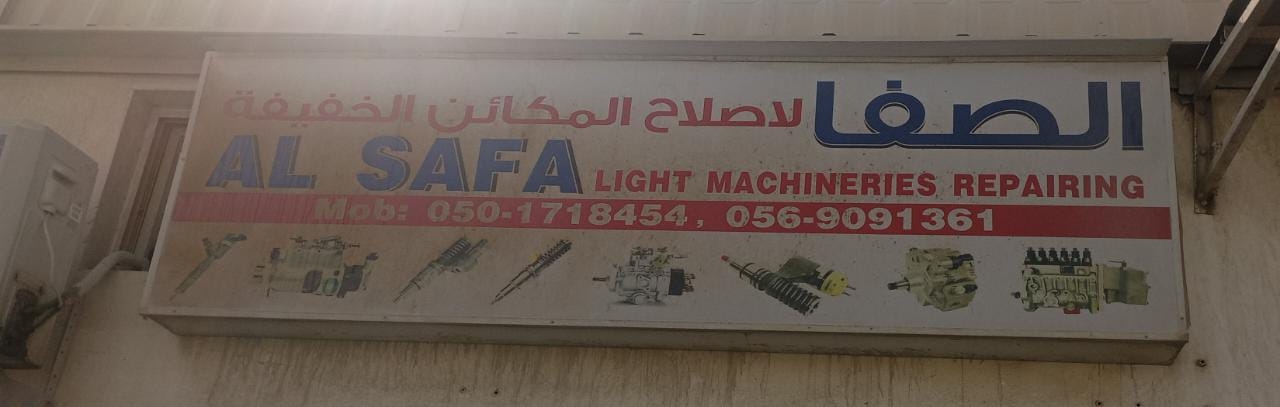 الصفا لاصلاح المكائن الخفيفة
AL SAFA LIGHT MACHINERIES REPAIRING
Mob: 050-1718454, 056-9091361